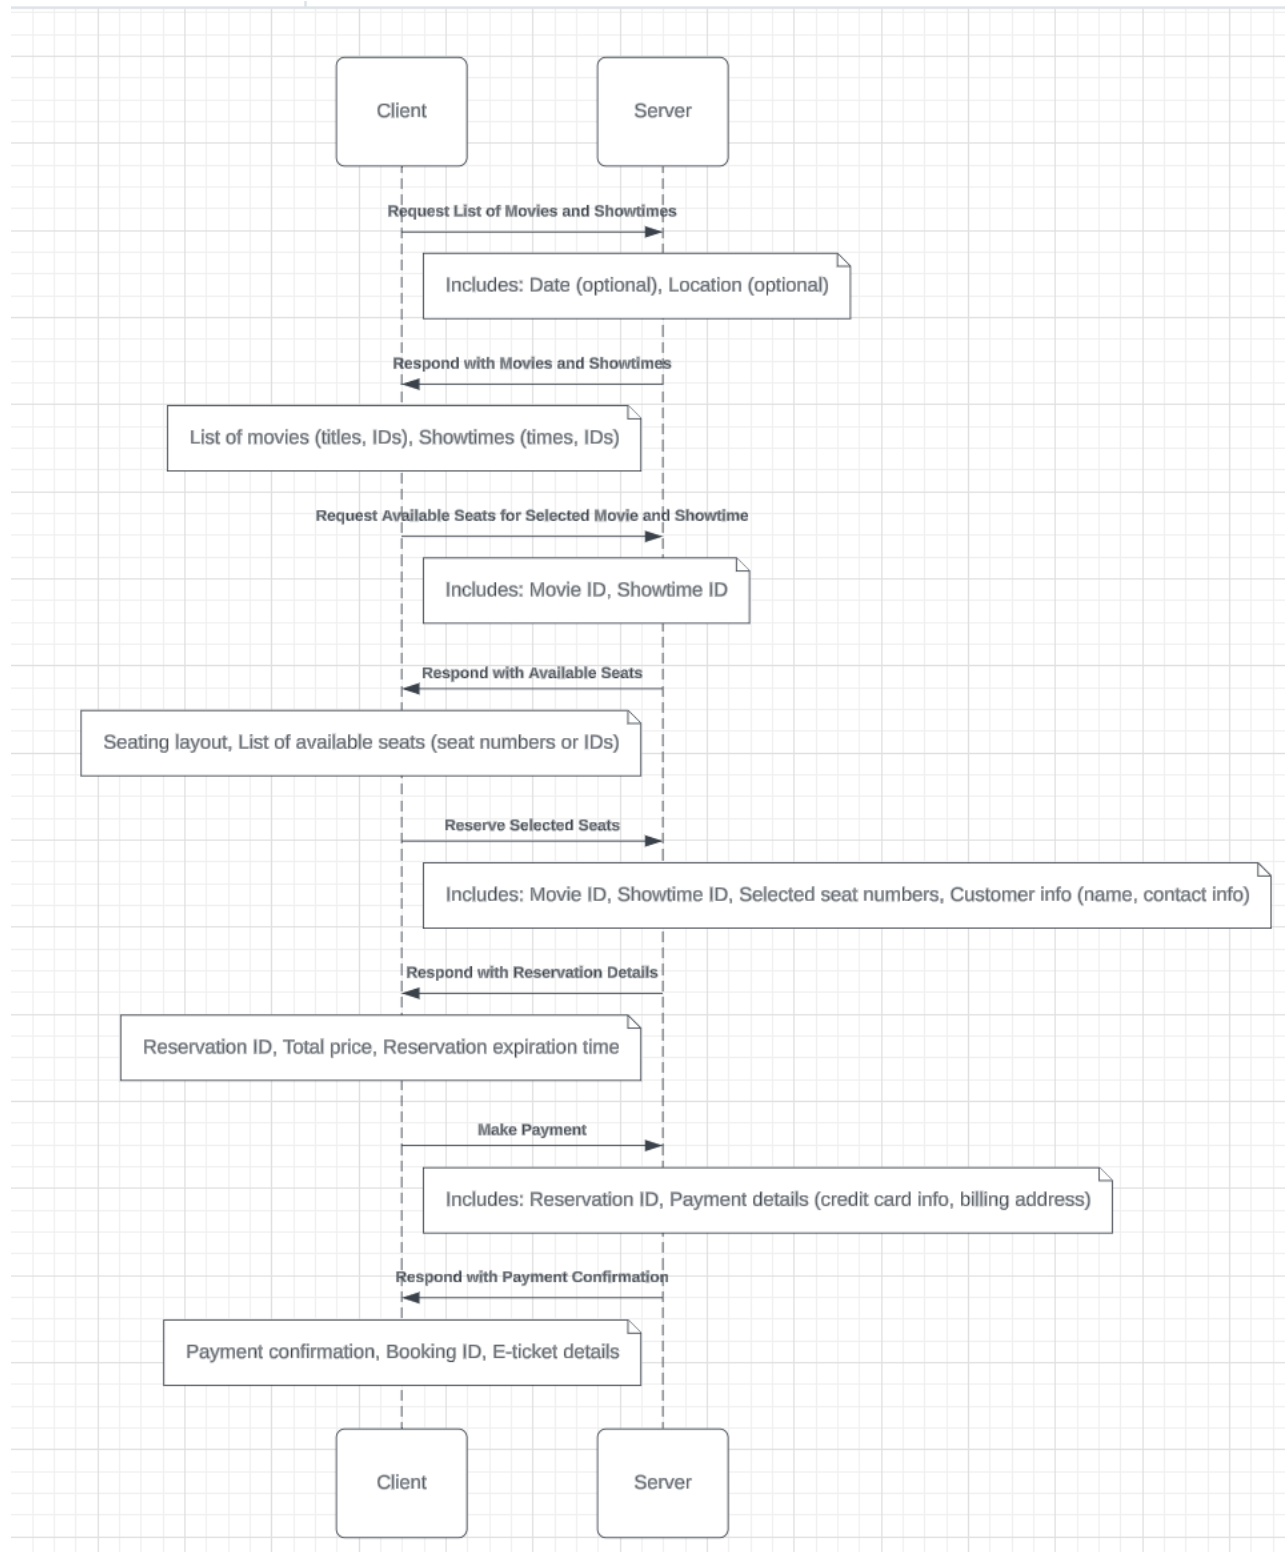 Client
Server
Request List of Movies and Showtimes
Includes: Date (optional), Location (optional)
Respond with Movies and Showtimes
List of movies (titles, IDs), Showtimes (times, IDs)
Request Available Seats for Selected Movie and Showtime
Includes: Movie ID, Showtime ID
Respond with Available Seats
Seating layout, List of available seats (seat numbers or IDs)
Reserve Selected Seats
Includes: Movie ID, Showtime ID, Selected seat numbers, Customer info (name, contact info)
Respond with Reservation Details
Reservation ID, Total price, Reservation expiration time
Make Payment
Includes: Reservation ID, Payment details (credit card info, billing address)
Respond with Payment Confirmation
Payment confirmation, Booking ID, E-ticket details
Client
Server